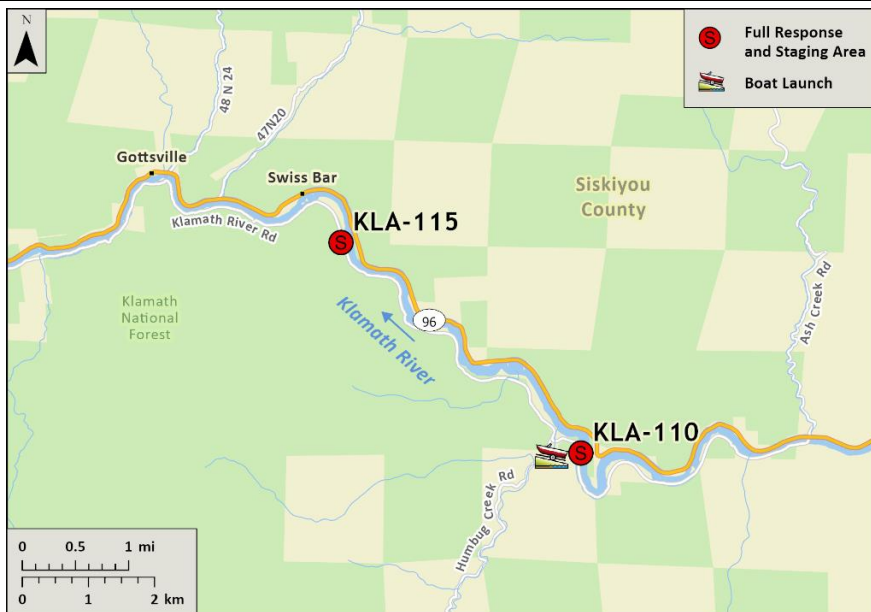 N
S Full Response
and Staging Area
Boat Launch
48 N 24
47N20
Gottsville
Swiss Bar
Klamath River Rd
KLA-115
S
Siskiyou
County
Klamath
National
Forest
Klamath River
96
Ash Creek Rd
KLA-110
S
Humbug Creek Rd
0 0.5 1 mi
0 1 2 km